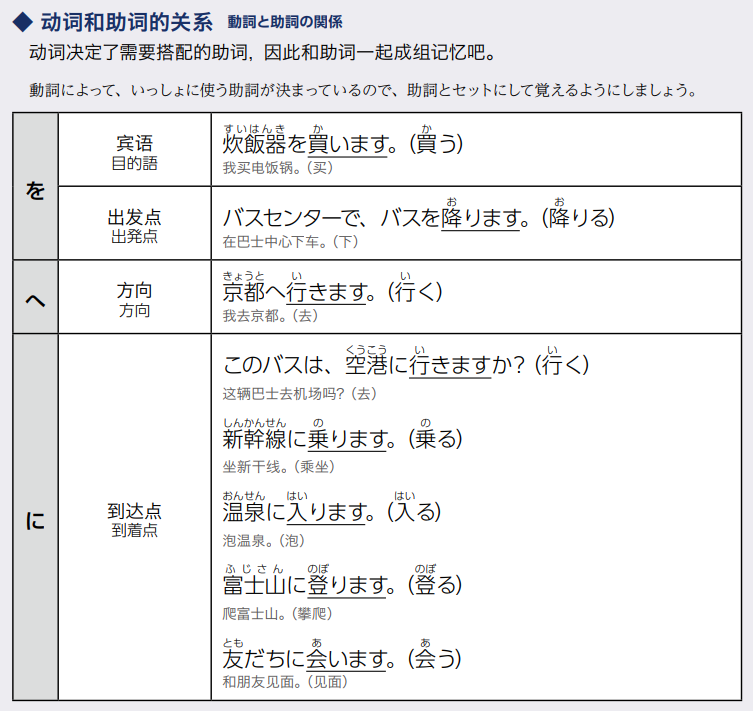 ◆ 动词和助词的关系 動詞と助詞の関係
动词决定了需要搭配的助词，因此和助词一起成组记忆吧。
動詞によって、いっしょに使う助詞が決まっているので、助詞とセットにして覚えるようにしましょう。
を
宾语
目的語
すいはんき か か
炊飯器を買います。（買う）
我买电饭锅。（买）
出发点
出発点
お お
バスセンターで、バスを降ります。（降りる）
在巴士中心下车。（下）
へ
方向
方向
きょうと い い
京都へ行きます。（行く）
我去京都。（去）
に
到达点
到着点
くうこう い い
このバスは、空港に行きますか？（行く）
这辆巴士去机场吗？（去）
しんかんせん の の
新幹線に乗ります。（乗る）
坐新干线。（乘坐）
おんせん はい はい
温泉に入ります。（入る）
泡温泉。（泡）
ふじさん のぼ のぼ
富士山に登ります。（登る）
爬富士山。（攀爬）
とも あ あ
友だちに会います。（会う）
和朋友见面。（见面）